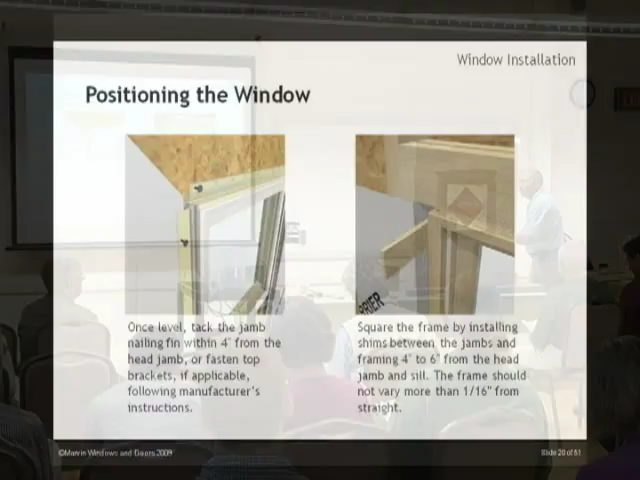 Window Installation
Positioning the Window
RRIER
Once level, tack the jamb
nailing fin within 4" from the
head jamb, or fasten top
brackets, if applicable,
following manufacturer's
instructions.
Square the frame by installing
shims between the jambs and
framing 4" to 6" from the head
jamb and sill. The frame should
not vary more than 1/16" from
straight.
©Marvin Windows and Doors 2009
Slide 20 of 51